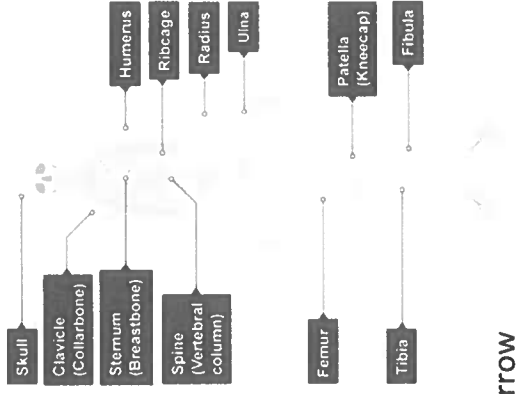 Skull
Clavicle
(Collarbone)
Sternum
(Breastbone)
Spine
(Vertebral
column)
Femur
Tibia
Humerus
Ribcage
Radius
Ulna
Patella
(Kneecap)
Fibula
rrow